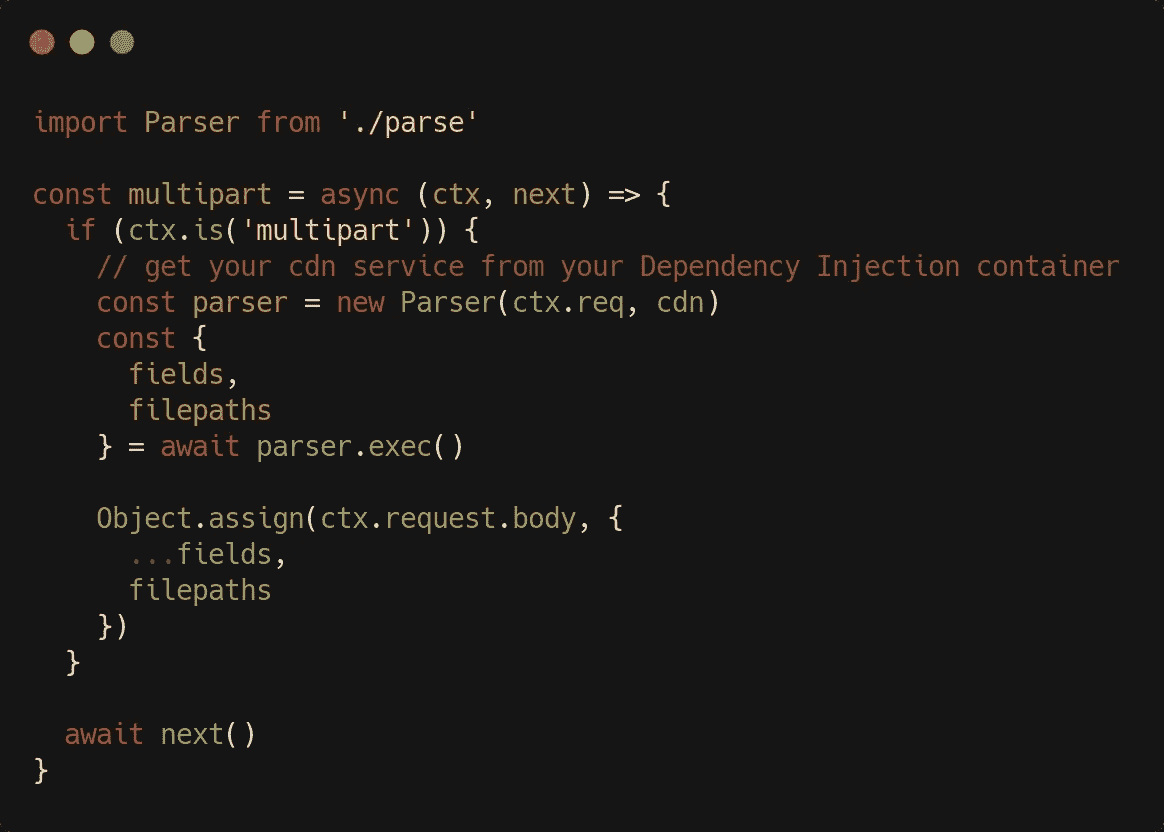 import Parser from './parse'

const multipart = async (ctx, next) => {
  if (ctx.is('multipart')) {
    // get your cdn service from your Dependency Injection container
    const parser = new Parser(ctx.req, cdn)
    const {
      fields,
      filepaths
    } = await parser.exec()

    Object.assign(ctx.request.body, {
      ...fields,
      filepaths
    })
  }

  await next()
}